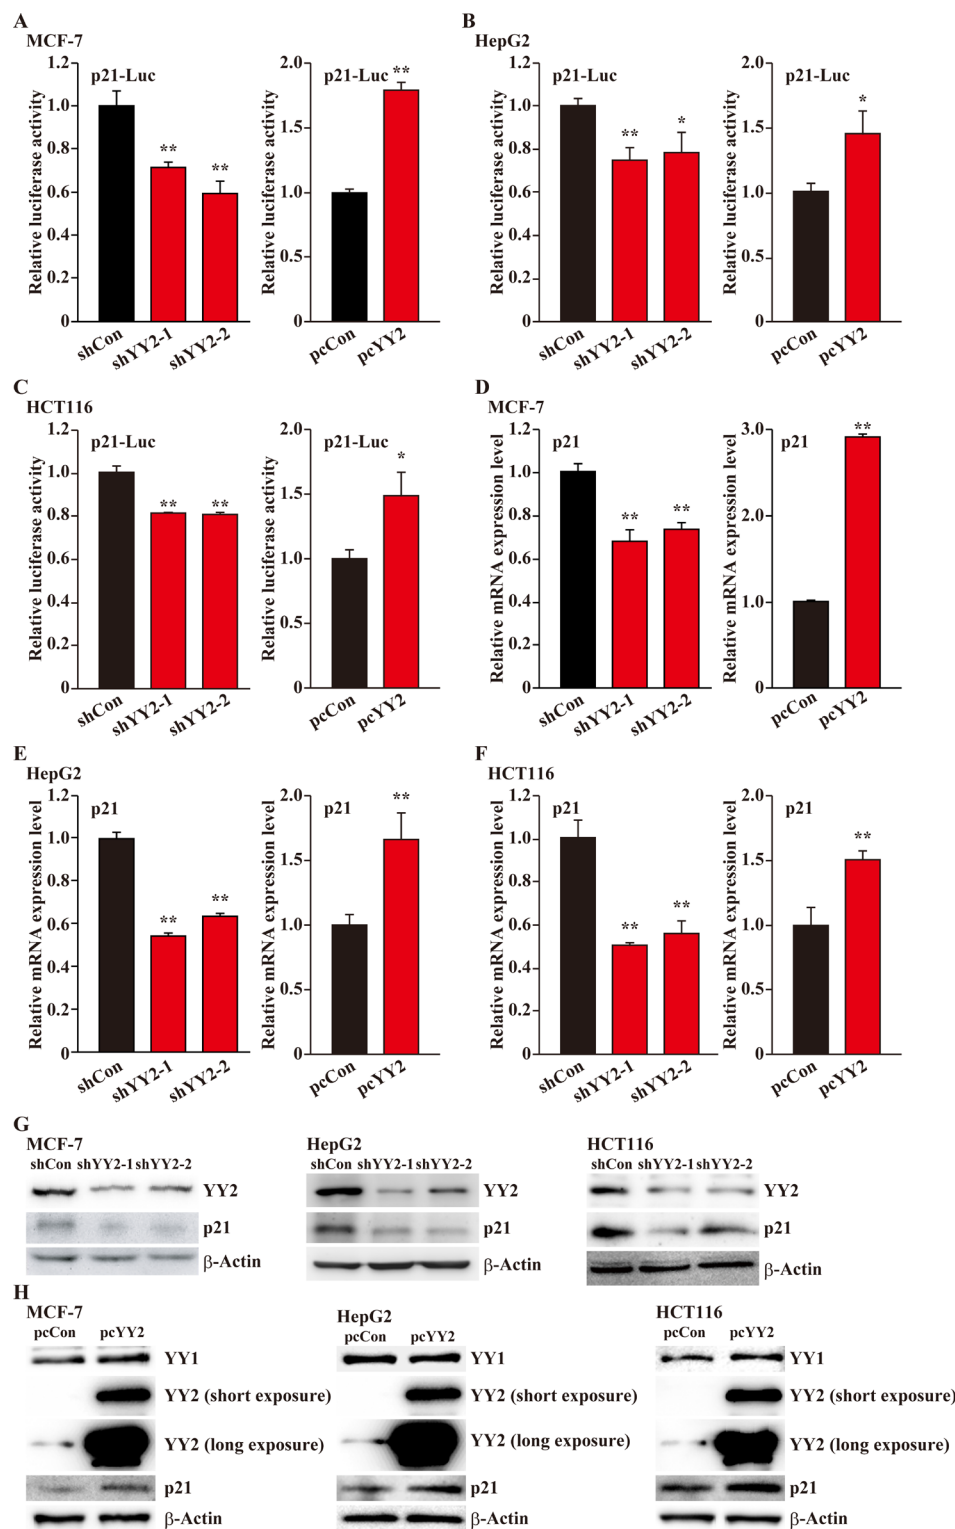 A
MCF-7
p21-Luc
Relative luciferase activity
1.2
1.0
0.8
0.6
0.4
0.2
0
**
**
shCon
shYY2-1
shYY2-2
p21-Luc
Relative luciferase activity
2.0
1.5
1.0
0.5
0
**
pcCon
pcYY2
B
HepG2
p21-Luc
Relative luciferase activity
1.2
1.0
0.8
0.6
0.4
0.2
0
**
*
shCon
shYY2-1
shYY2-2
p21-Luc
Relative luciferase activity
2.0
1.5
1.0
0.5
0
*
pcCon
pcYY2
C
HCT116
p21-Luc
Relative luciferase activity
1.2
1.0
0.8
0.6
0.4
0.2
0
**
**
shCon
shYY2-1
shYY2-2
p21-Luc
Relative luciferase activity
2.0
1.5
1.0
0.5
0
*
pcCon
pcYY2
D
MCF-7
p21
Relative mRNA expression level
1.2
1.0
0.8
0.6
0.4
0.2
0
**
**
shCon
shYY2-1
shYY2-2
p21
Relative mRNA expression level
3.0
2.0
1.0
0
**
pcCon
pcYY2
E
HepG2
p21
Relative mRNA expression level
1.2
1.0
0.8
0.6
0.4
0.2
0
**
**
shCon
shYY2-1
shYY2-2
p21
Relative mRNA expression level
2.0
1.5
1.0
0.5
0
**
pcCon
pcYY2
F
HCT116
p21
Relative mRNA expression level
1.2
1.0
0.8
0.6
0.4
0.2
0
**
**
shCon
shYY2-1
shYY2-2
p21
Relative mRNA expression level
2.0
1.5
1.0
0.5
0
**
pcCon
pcYY2
G
MCF-7
shCon shYY2-1 shYY2-2
YY2
p21
β-Actin
HepG2
shCon shYY2-1 shYY2-2
YY2
p21
β-Actin
HCT116
shCon shYY2-1 shYY2-2
YY2
p21
β-Actin
H
MCF-7
pcCon pcYY2
YY1
YY2 (short exposure)
YY2 (long exposure)
p21
β-Actin
HepG2
pcCon pcYY2
YY1
YY2 (short exposure)
YY2 (long exposure)
p21
β-Actin
HCT116
pcCon pcYY2
YY1
YY2 (short exposure)
YY2 (long exposure)
p21
β-Actin